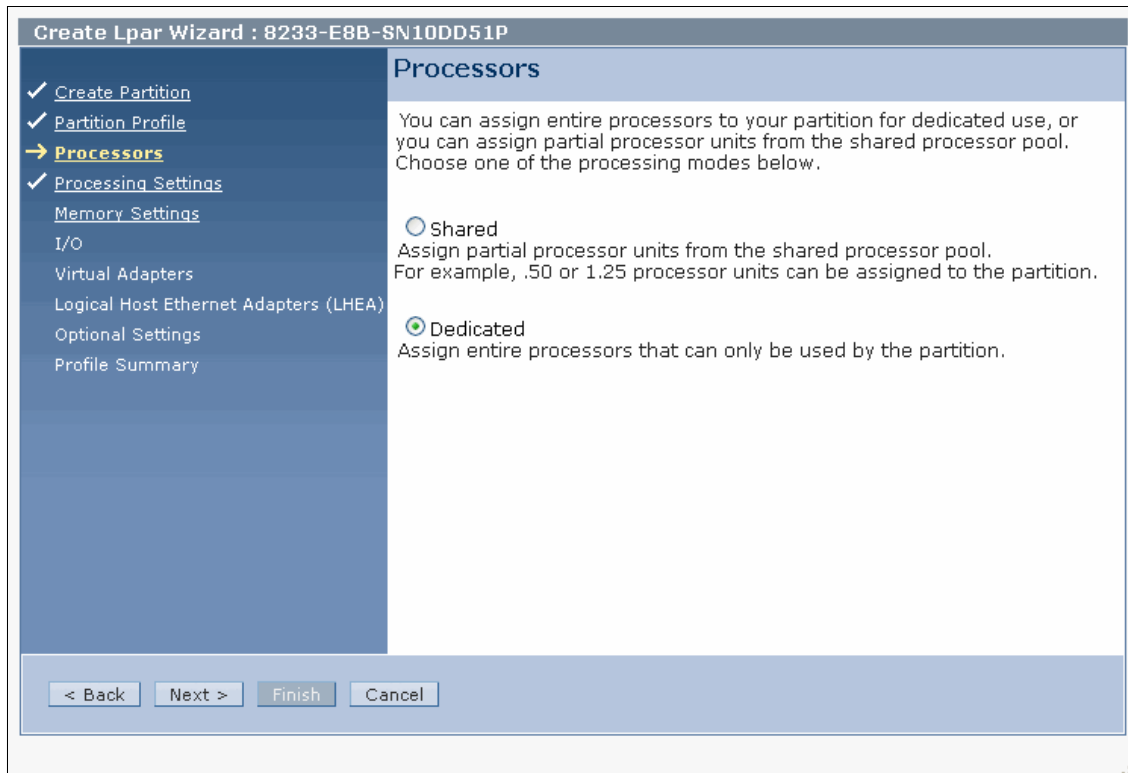 Create Lpar Wizard : 8233-E8B-SN10DD51P
Create Partition
Partition Profile
Processors
Processing Settings
Memory Settings
I/O
Virtual Adapters
Logical Host Ethernet Adapters (LHEA)
Optional Settings
Profile Summary
Processors
You can assign entire processors to your partition for dedicated use, or
you can assign partial processor units from the shared processor pool.
Choose one of the processing modes below.
Shared
Assign partial processor units from the shared processor pool.
For example, .50 or 1.25 processor units can be assigned to the partition.
Dedicated
Assign entire processors that can only be used by the partition.
< Back Next > Finish Cancel